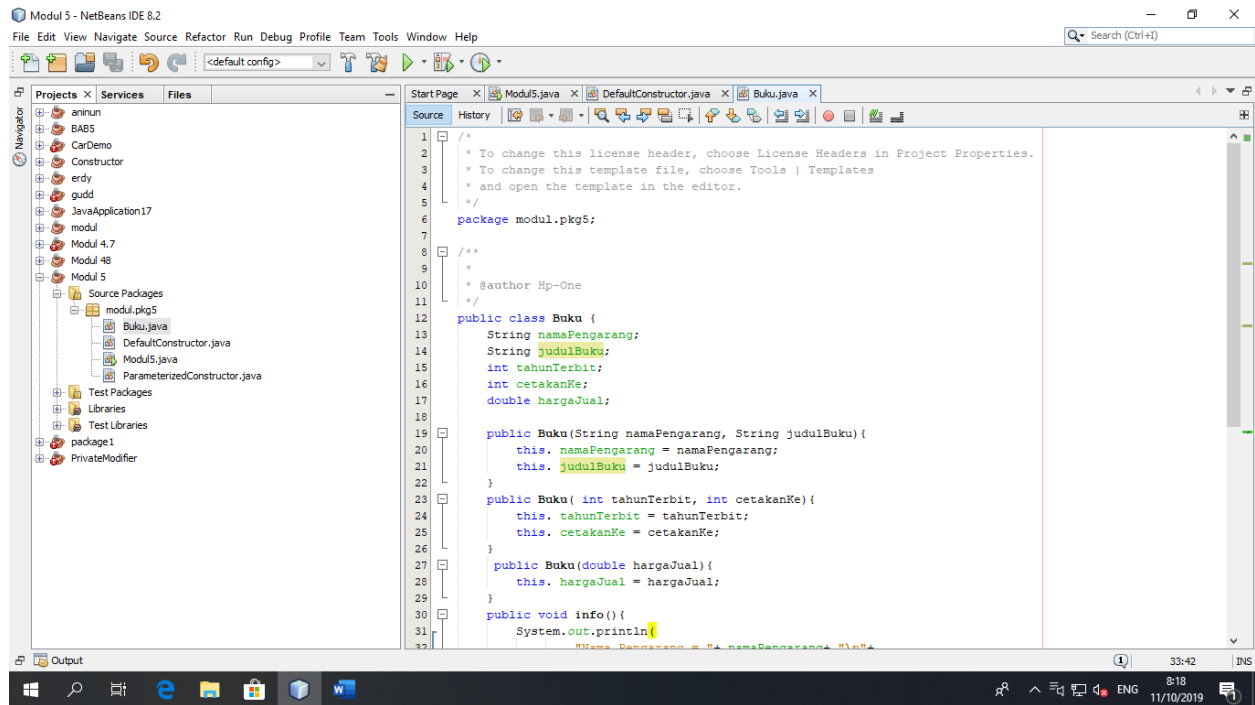 Modul 5 - NetBeans IDE 8.2
File Edit View Navigate Source Refactor Run Debug Profile Team Tools Window Help
Search (Ctrl+I)
<default config>
Projects Services Files
Navigator
aninun
BAB5
CarDemo
Constructor
erdy
gudd
JavaApplication17
modul
Modul 4.7
Modul 48
Modul 5
Source Packages
modul.pkg5
Buku.java
DefaultConstructor.java
Modul5.java
ParameterizedConstructor.java
Test Packages
Libraries
Test Libraries
package1
PrivateModifier
Start Page Modul5.java DefaultConstructor.java Buku.java
Source History
1 /*
2 * To change this license header, choose License Headers in Project Properties.
3 * To change this template file, choose Tools | Templates
4 * and open the template in the editor.
5 */
6 package modul.pkg5;
7
8 /**
9 *
10 * @author Hp-One
11 */
12 public class Buku {
13 String namaPengarang;
14 String judulBuku;
15 int tahunTerbit;
16 int cetakanKe;
17 double hargaJual;
18
19 public Buku(String namaPengarang, String judulBuku){
20 this. namaPengarang = namaPengarang;
21 this. judulBuku = judulBuku;
22 }
23 public Buku( int tahunTerbit, int cetakanKe){
24 this. tahunTerbit = tahunTerbit;
25 this. cetakanKe = cetakanKe;
26 }
27 public Buku(double hargaJual){
28 this. hargaJual = hargaJual;
29 }
30 public void info(){
31 System.out.println(
32 "Nama Pengarang = "+ namaPengarang+ "\n"+
Output
1 33:42 INS
ENG
8:18
11/10/2019
1